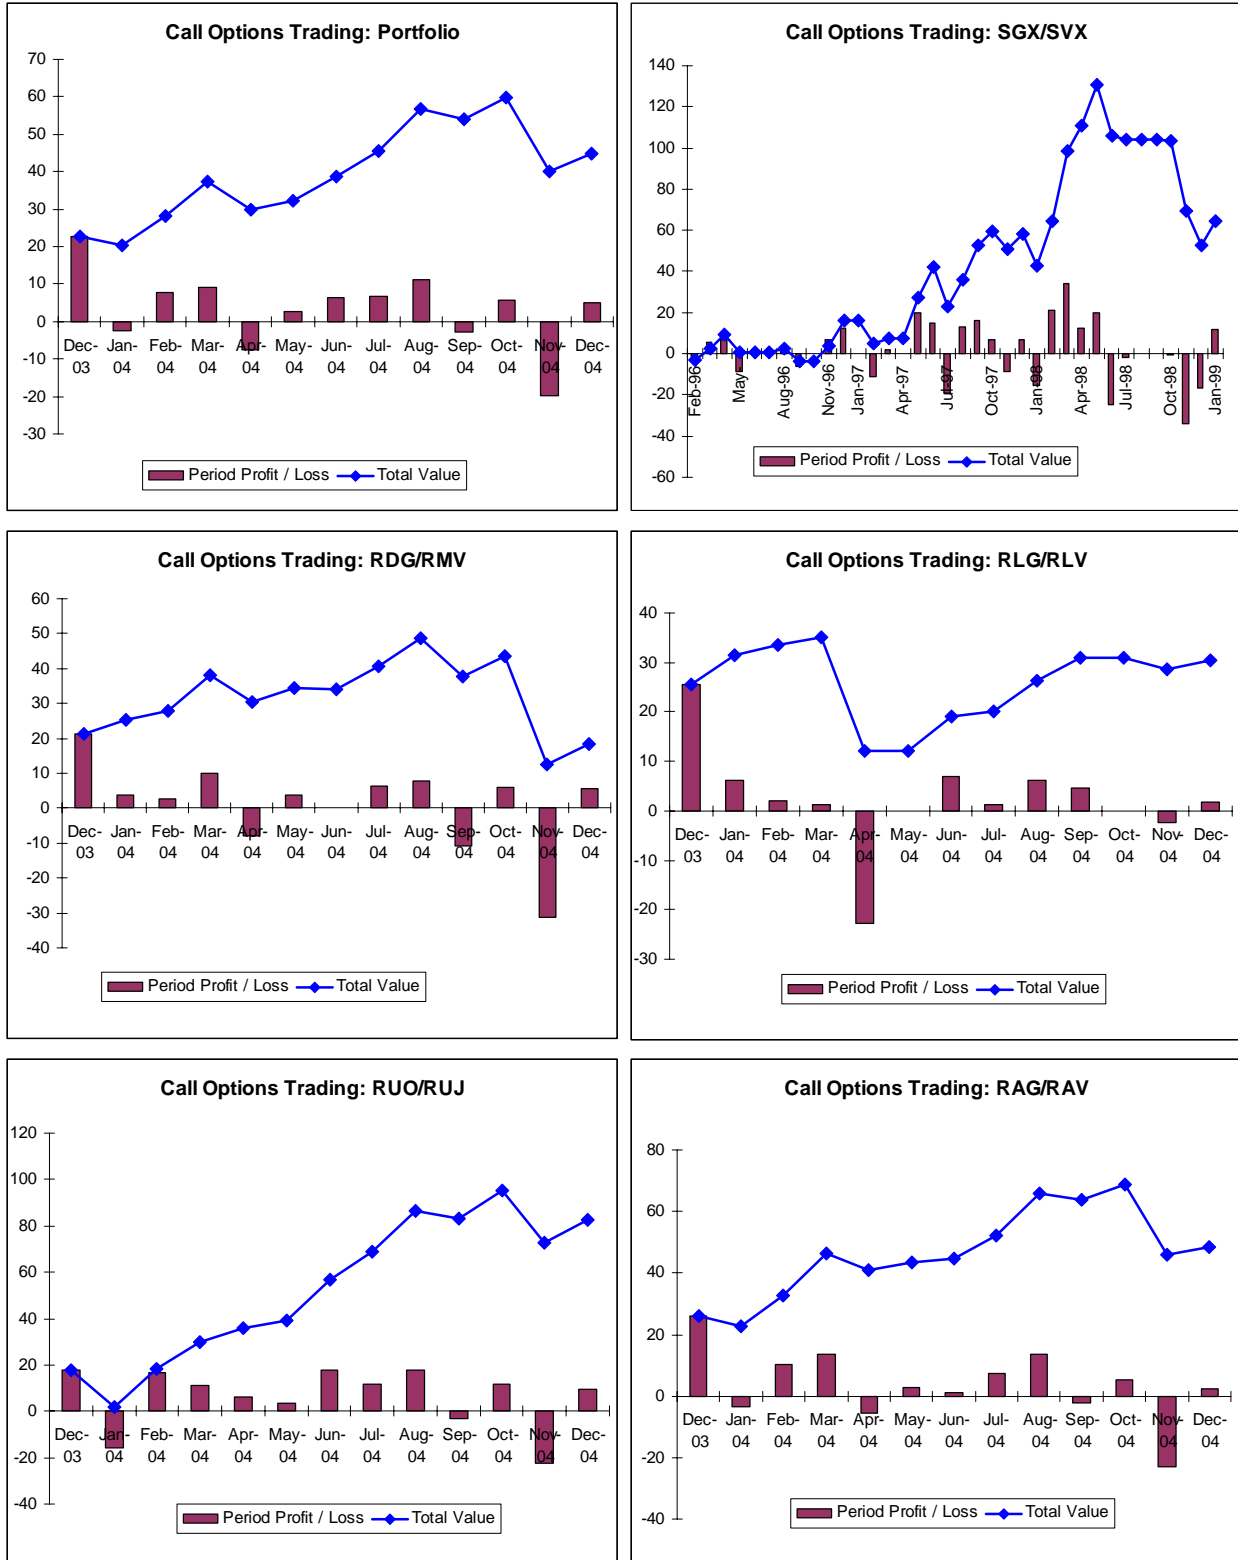 Call Options Trading: Portfolio
70
60
50
40
30
20
10
0
-10
-20
-30
Dec- Jan- Feb- Mar- Apr- May- Jun- Jul- Aug- Sep- Oct- Nov- Dec-
03 04 04 04 04 04 04 04 04 04 04 04 04
Period Profit / Loss Total Value
Call Options Trading: SGX/SVX
140
120
100
80
60
40
20
0
-20
-40
-60
Feb-96 May- Aug-96 Nov-96 Jan-97 Apr-97 Jul-97 Oct-97 Jan-98 Apr-98 Jul-98 Oct-98 Jan-99
Period Profit / Loss Total Value
Call Options Trading: RDG/RMV
60
50
40
30
20
10
0
-10
-20
-30
-40
Dec- Jan- Feb- Mar- Apr- May- Jun- Jul- Aug- Sep- Oct- Nov- Dec-
03 04 04 04 04 04 04 04 04 04 04 04 04
Period Profit / Loss Total Value
Call Options Trading: RLG/RLV
40
30
20
10
0
-10
-20
-30
Dec- Jan- Feb- Mar- Apr- May- Jun- Jul- Aug- Sep- Oct- Nov- Dec-
03 04 04 04 04 04 04 04 04 04 04 04 04
Period Profit / Loss Total Value
Call Options Trading: RUO/RUJ
120
100
80
60
40
20
0
-20
-40
Dec- Jan- Feb- Mar- Apr- May- Jun- Jul- Aug- Sep- Oct- Nov- Dec-
03 04 04 04 04 04 04 04 04 04 04 04 04
Period Profit / Loss Total Value
Call Options Trading: RAG/RAV
80
60
40
20
0
-20
-40
Dec- Jan- Feb- Mar- Apr- May- Jun- Jul- Aug- Sep- Oct- Nov- Dec-
03 04 04 04 04 04 04 04 04 04 04 04 04
Period Profit / Loss Total Value